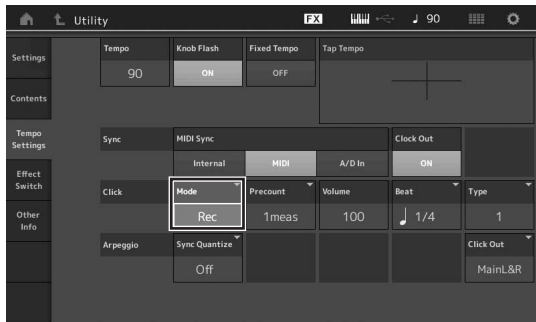 Utility
FX
90
Settings
Contents
Tempo Settings
Effect Switch
Other Info
Tempo
90
Knob Flash
ON
Fixed Tempo
OFF
Tap Tempo
Sync
MIDI Sync
Internal
MIDI
A/D In
Clock Out
ON
Click
Mode
Rec
Precount
1meas
Volume
100
Beat
1/4
Type
1
Arpeggio
Sync Quantize
Off
Click Out
MainL&R